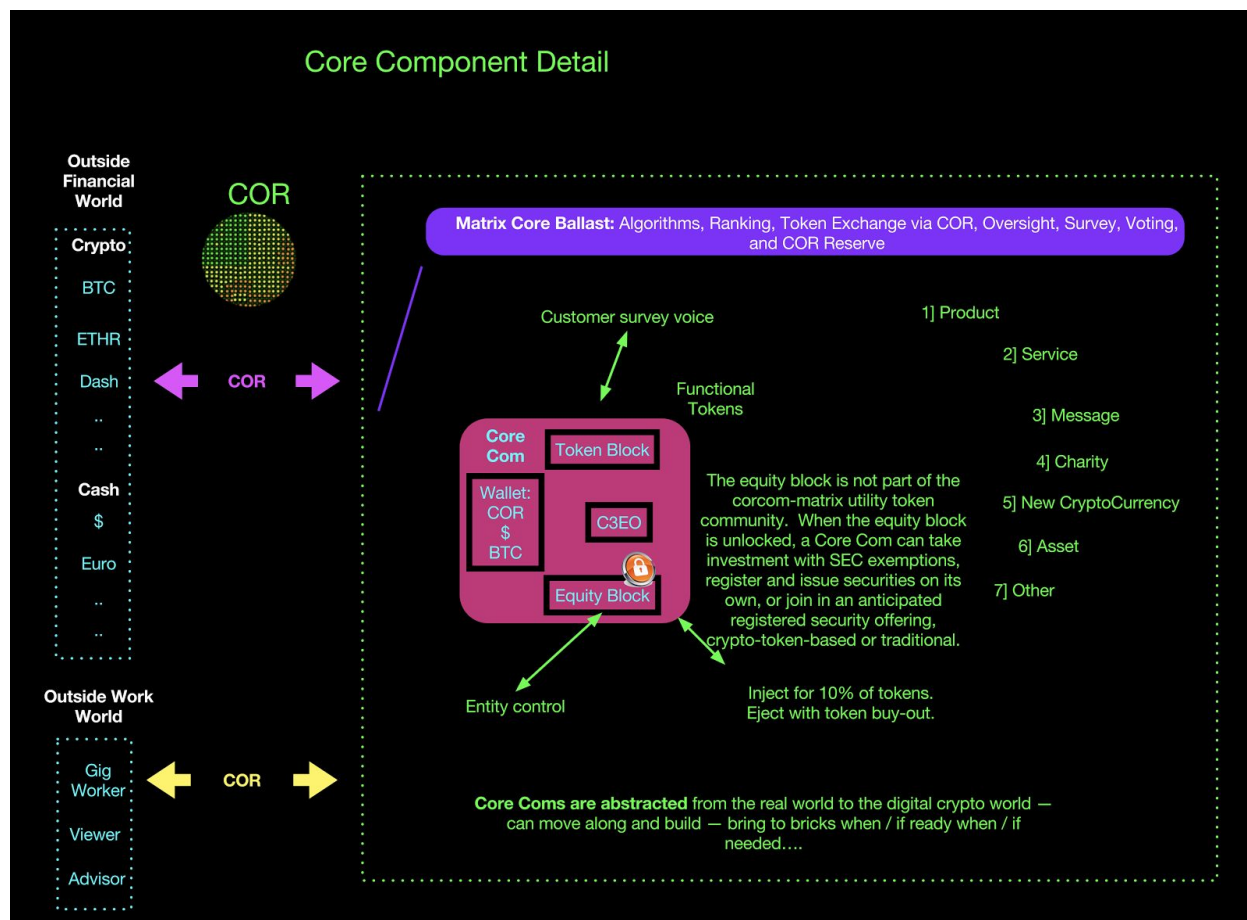 Core Component Detail
Outside
Financial
World
Crypto
BTC
ETHR
Dash
..
..
Cash
$
Euro
..
..
Outside Work
World
Gig
Worker
Viewer
Advisor
COR
COR
COR
Matrix Core Ballast: Algorithms, Ranking, Token Exchange via COR, Oversight, Survey, Voting,
and COR Reserve
Customer survey voice
Functional
Tokens
Core
Com
Token Block
Wallet:
COR
$
BTC
C3EO
Equity Block
Entity control
The equity block is not part of the
corcom-matrix utility token
community. When the equity block
is unlocked, a Core Com can take
investment with SEC exemptions,
register and issue securities on its
own, or join in an anticipated
registered security offering,
crypto-token-based or traditional.
Inject for 10% of tokens.
Eject with token buy-out.
1] Product
2] Service
3] Message
4] Charity
5] New CryptoCurrency
6] Asset
7] Other
Core Coms are abstracted from the real world to the digital crypto world —
can move along and build — bring to bricks when / if ready when / if
needed….